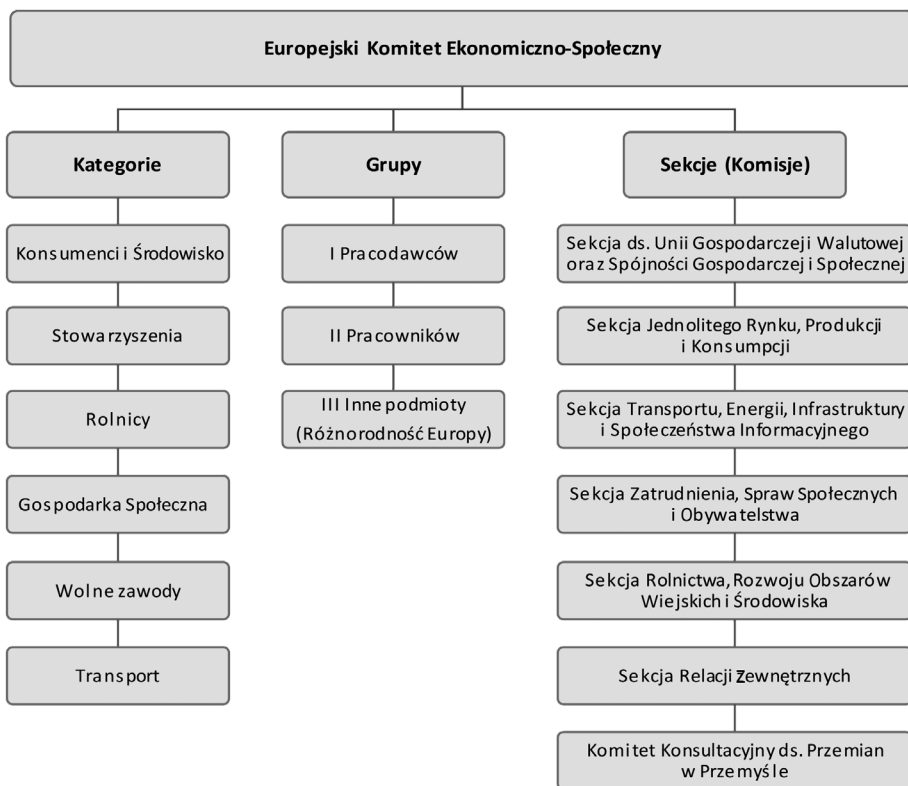 Europejski Komitet Ekonomiczno-Społeczny
Kategorie
Konsumenci i Środowisko
Stowarzyszenia
Rolnicy
Gospodarka Społeczna
Wolne zawody
Transport
Grupy
I Pracodawców
II Pracowników
III Inne podmioty
(Różnorodność Europy)
Sekcje (Komisje)
Sekcja ds. Unii Gospodarczej i Walutowej
oraz Spójności Gospodarczej i Społecznej
Sekcja Jednolitego Rynku, Produkcji
i Konsumpcji
Sekcja Transportu, Energii, Infrastruktury
i Społeczeństwa Informacyjnego
Sekcja Zatrudnienia, Spraw Społecznych
i Obywatelstwa
Sekcja Rolnictwa, Rozwoju Obszarów
Wiejskich i Środowiska
Sekcja Relacji Zewnętrznych
Komitet Konsultacyjny ds. Przemian
w Przemyśle